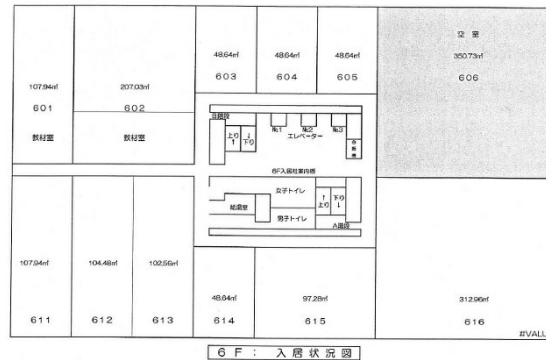 空室
350.73㎡
606
48.64㎡
603
48.64㎡
604
48.64㎡
605
107.94㎡
601
教材室
207.03㎡
602
教材室
B階段
上り
↑
↓
下り
№1
№2
№3
エレベーター
6F入居社案内板
女子トイレ
給湯室
男子トイレ
↑
上り
下り
↓
A階段
107.94㎡
611
104.48㎡
612
102.56㎡
613
48.64㎡
614
97.28㎡
615
312.96㎡
616
#VALU
6F：入居状況図